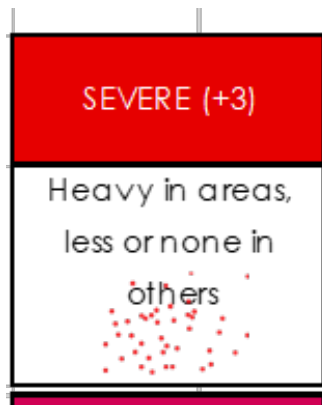 SEVERE (+3)
Heavy in areas,
less or none in
others